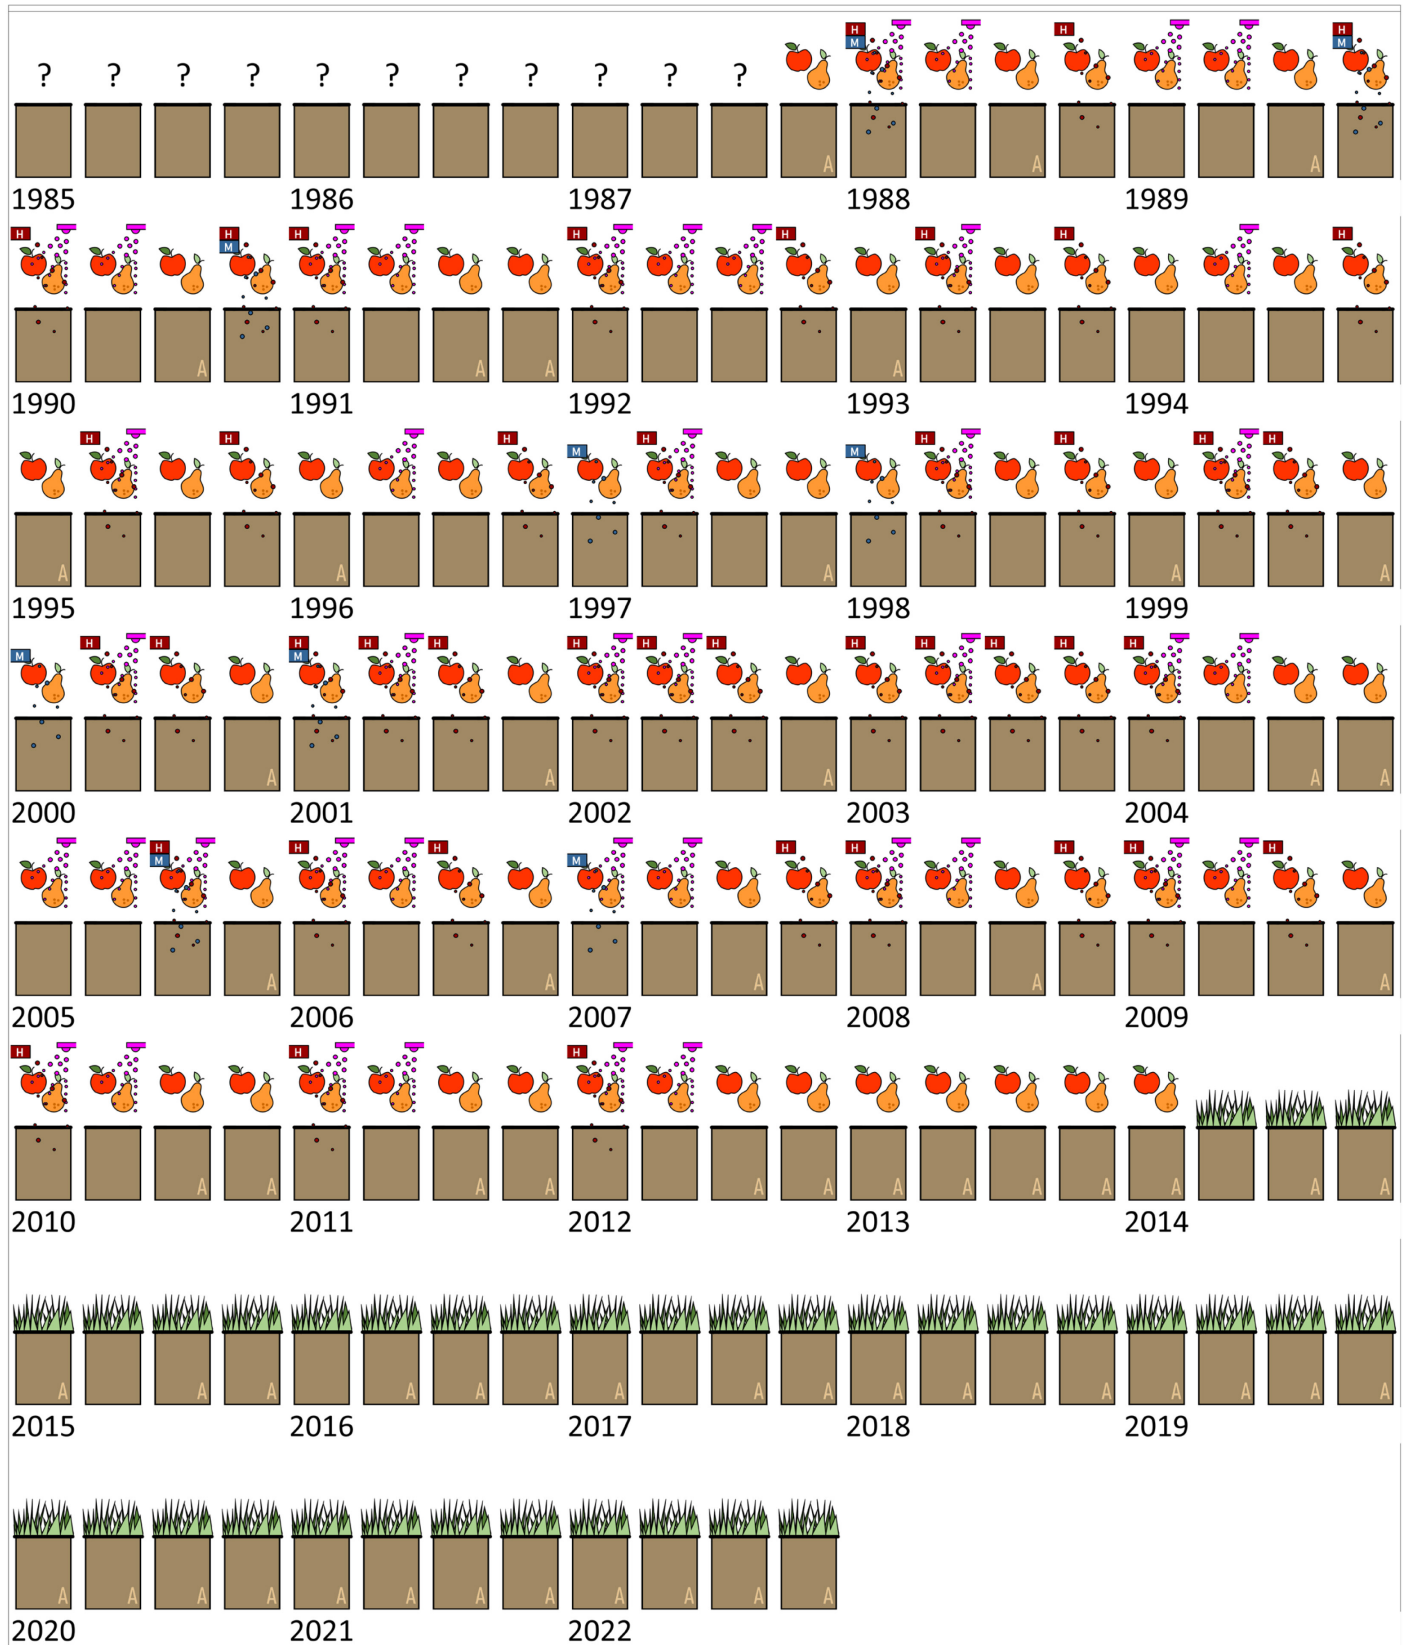 H H H
M M
? ? ? ? ? ? ? ? ? ? ?
A A A
1985 1986 1987 1988 1989
H H H H H H H H
M
A A A A
1990 1991 1992 1993 1994
H H H H H H H H
M M
A A A A A
1995 1996 1997 1998 1999
H H H H H H H H H H H H H
M M
A A A A A
2000 2001 2002 2003 2004
H H H H H H H H
M M
A A A A A
2005 2006 2007 2008 2009
H H H
A A A A A A A A A A A A A A
2010 2011 2012 2013 2014
A A A A A A A A A A A A A A A
2015 2016 2017 2018 2019
A A A A A A A A A A A A
2020 2021 2022